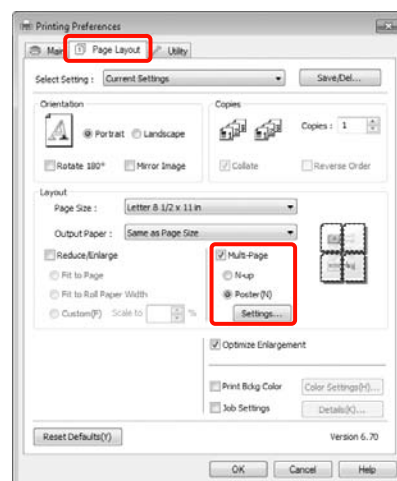 Printing Preferences
Main Page Layout Utility
Select Setting : Current Settings Save/Del...
Orientation
Portrait Landscape
Rotate 180° Mirror Image
Copies
Copies : 1
Collate Reverse Order
Layout
Page Size : Letter 8 1/2 x 11 in
Output Paper : Same as Page Size
Reduce/Enlarge
Fit to Page
Fit to Roll Paper Width
Custom(F) Scale to %
Multi-Page
N-up
Poster(N)
Settings...
Optimize Enlargement
Print Bckg Color Color Settings(H)...
Job Settings Details(K)...
Reset Defaults(Y) Version 6.70
OK Cancel Help